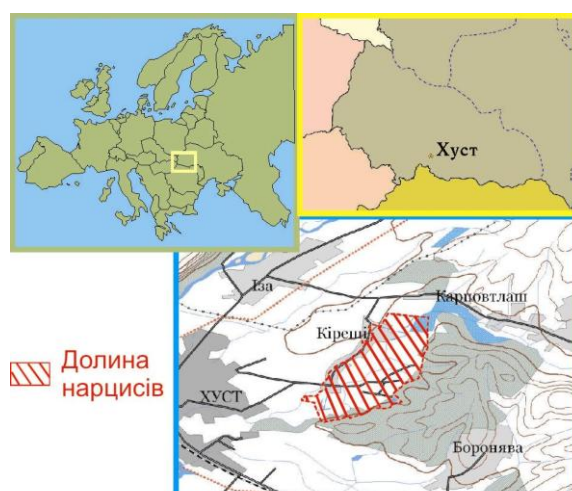 Хуст
Іза
Карповтлаш
Кіреші
Долина
нарцисів
ХУСТ
Боронява